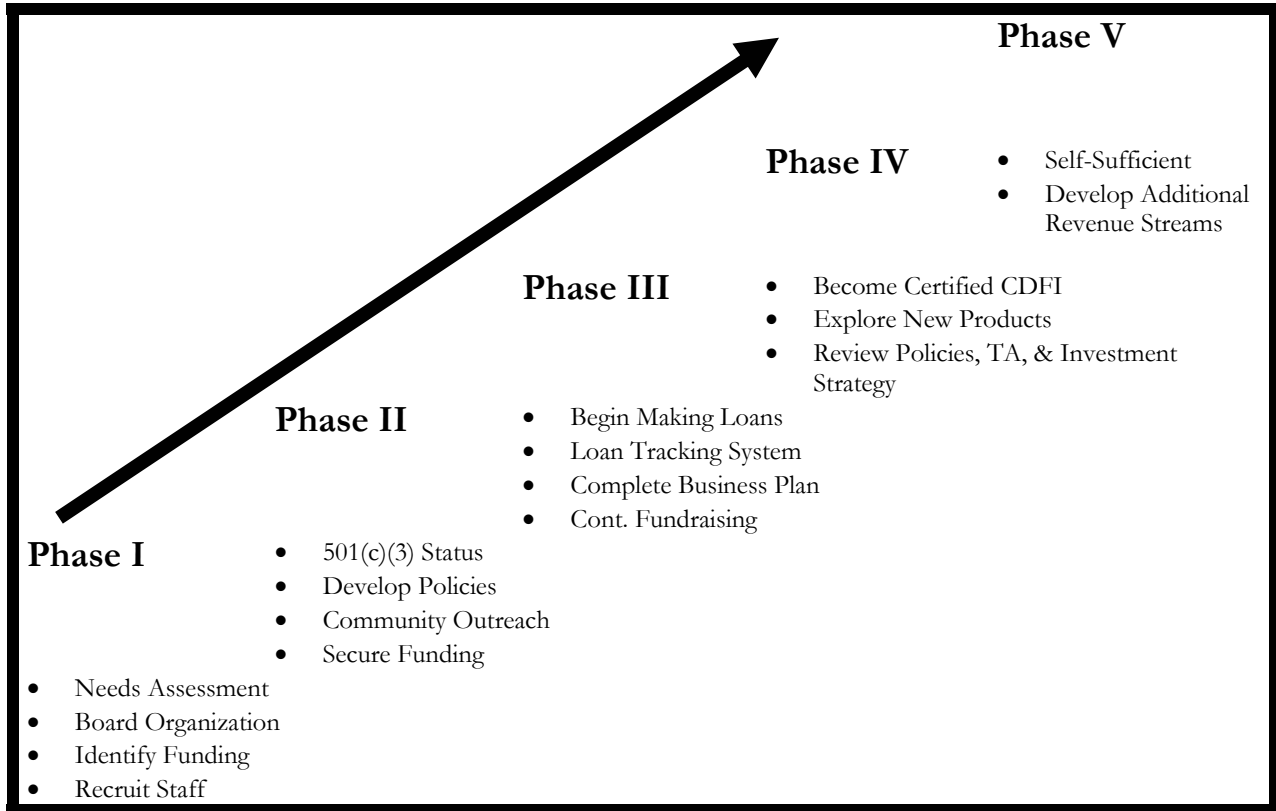 Phase I
• Needs Assessment
• Board Organization
• Identify Funding
• Recruit Staff
Phase II
• 501(c)(3) Status
• Develop Policies
• Community Outreach
• Secure Funding
Phase III
• Begin Making Loans
• Loan Tracking System
• Complete Business Plan
• Cont. Fundraising
Phase IV
• Become Certified CDFI
• Explore New Products
• Review Policies, TA, & Investment
Strategy
Phase V
• Self-Sufficient
• Develop Additional
Revenue Streams